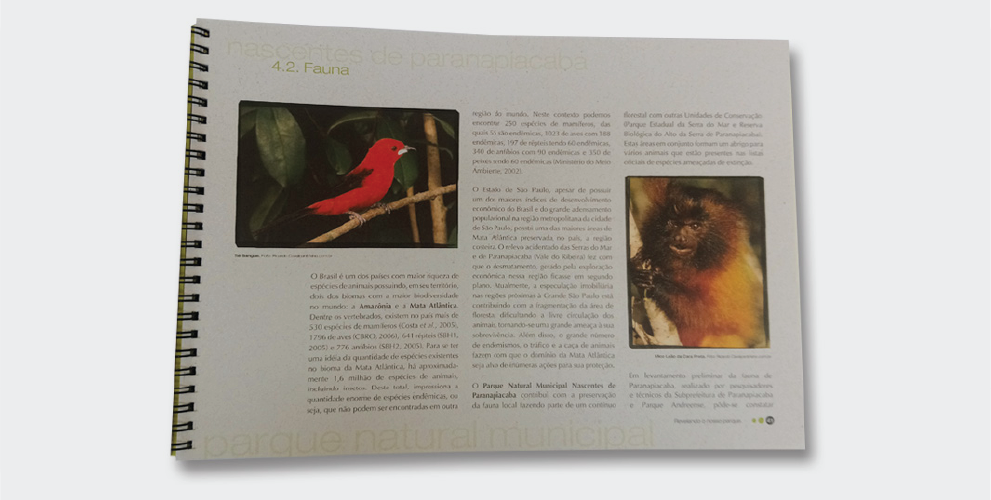 nascentes de paranapiacaba
4.2. Fauna
O Brasil é um dos países com maior riqueza de
espécies de animais possuindo, em seu território,
dois dos biomas com a maior biodiversidade
no mundo: a Amazônia e a Mata Atlântica.
Dentre os vertebrados, existem no país mais de
530 espécies de mamíferos (Costa et al., 2005),
1796 de aves (CBRO, 2006), 641 répteis (SBH,
2005) e 776 anfíbios (SBH, 2005). Para se ter
uma idéia da quantidade de espécies existentes
no bioma da Mata Atlântica, há aproximada-
mente 1,6 milhão de espécies de animais,
incluindo insetos. Deste total, impressiona a
quantidade enorme de espécies endêmicas, ou
seja, que não podem ser encontradas em outra
região do mundo. Neste contexto podemos
encontrar 250 espécies de mamíferos, das
quais 55 são endêmicas, 1023 de aves com 188
endêmicas, 197 de répteis tendo 60 endêmicas,
340 de anfíbios com 90 endêmicas e 350 de
peixes sendo 60 endêmicas (Ministério do Meio
Ambiente, 2002).
O Estado de São Paulo, apesar de possuir
um dos maiores índices de desenvolvimento
econômico do Brasil e do grande adensamento
populacional na região metropolitana da cidade
de São Paulo, possui uma das maiores áreas de
Mata Atlântica preservada no país, a região
costeira. O relevo acidentado das Serras do Mar
e de Paranapiacaba (Vale do Ribeira) fez com
que o desmatamento, gerado pela exploração
econômica nessa região ficasse em segundo
plano. Atualmente, a especulação imobiliária
nas regiões próximas à Grande São Paulo está
contribuindo com a fragmentação da área de
floresta dificultando a livre circulação dos
animais, tornando-se uma grande ameaça à sua
sobrevivência. Além disso, o grande número
de endemismos, o tráfico e a caça de animais
fazem com que o domínio da Mata Atlântica
seja alvo de inúmeras ações para sua proteção.
O Parque Natural Municipal Nascentes de
Paranapiacaba contribui com a preservação
da fauna local fazendo parte de um contínuo
florestal com outras Unidades de Conservação
(Parque Estadual da Serra do Mar e Reserva
Biológica do Alto da Serra de Paranapiacaba).
Estas áreas em conjunto formam um abrigo para
vários animais que estão presentes nas listas
oficiais de espécies ameaçadas de extinção.
Em levantamento preliminar da fauna de
Paranapiacaba, realizado por pesquisadores
e técnicos da Subprefeitura de Paranapiacaba
e Parque Andreense, pôde-se constatar
parque natural municipal